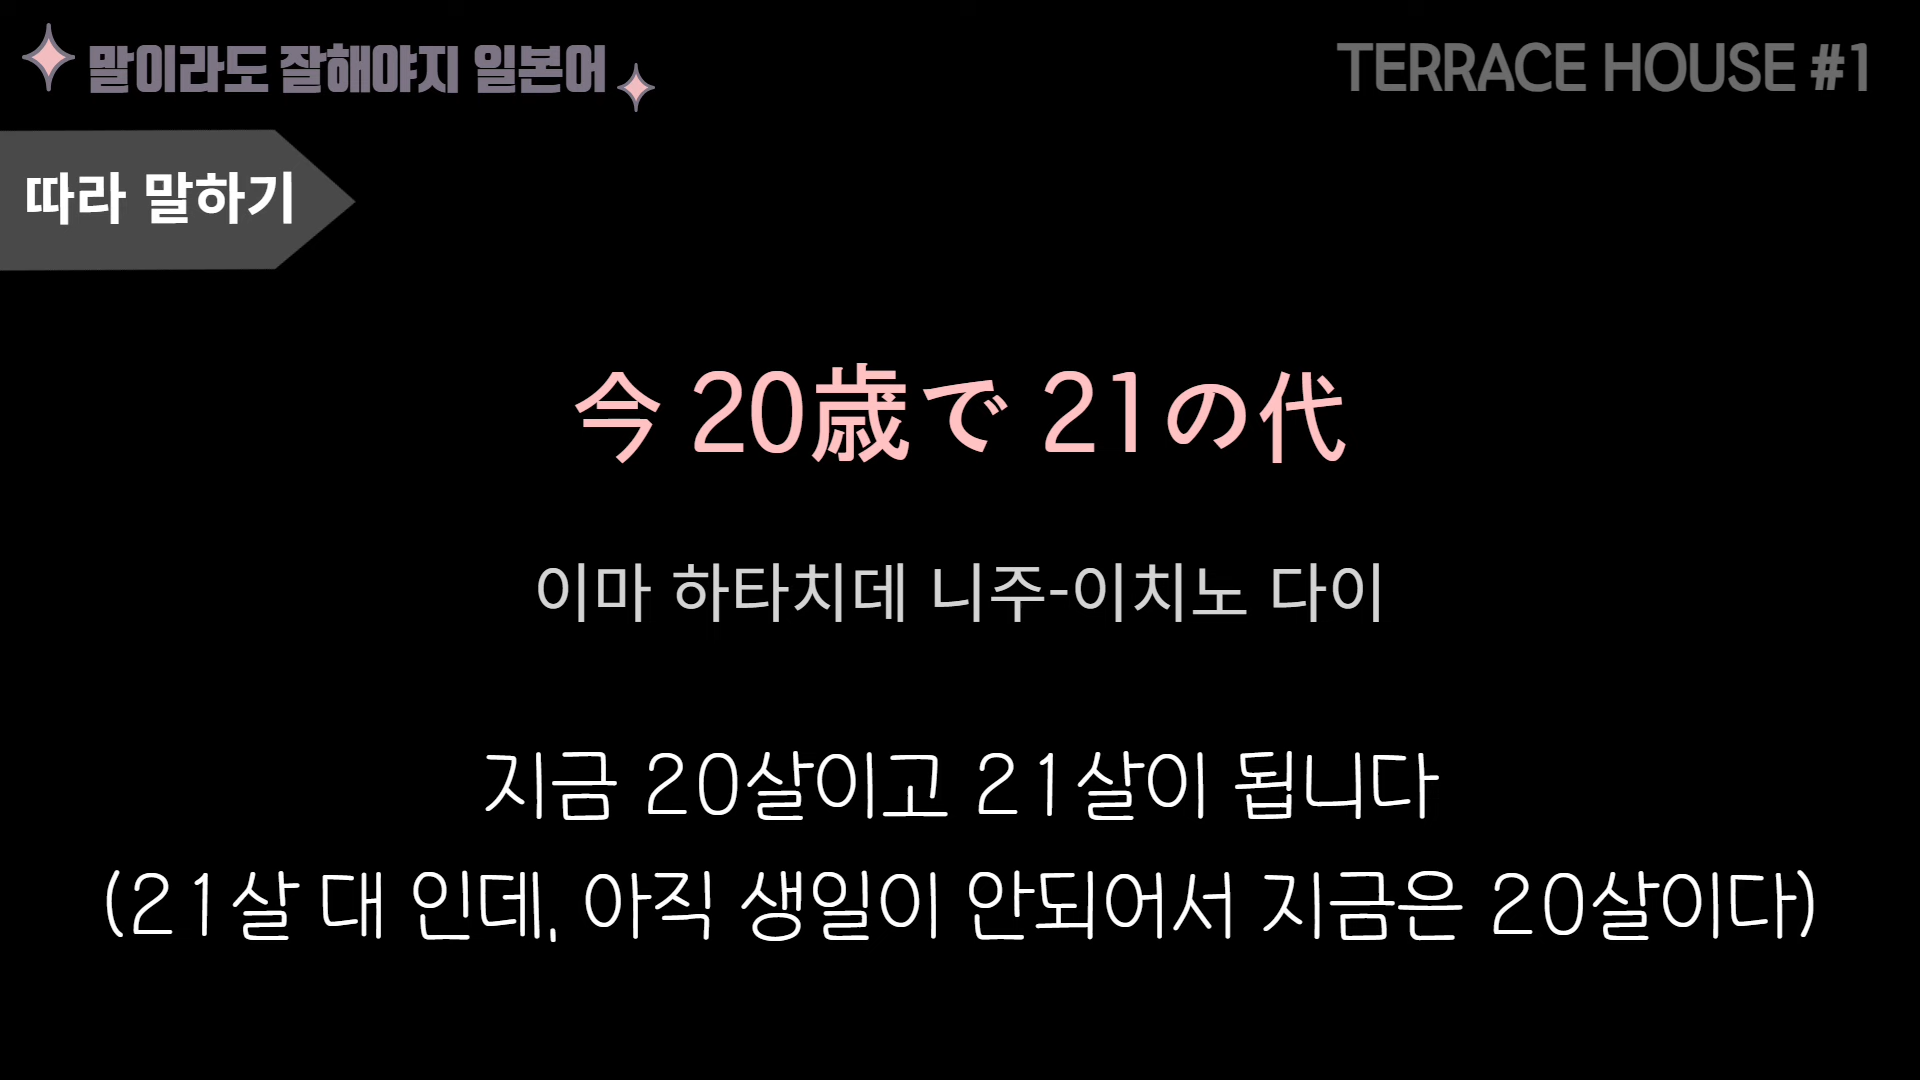 말이라도 잘해야지 일본어
TERRACE HOUSE #1
따라 말하기
今 20歳で 21の代
이마 하타치데 니주-이치노 다이
지금 20살이고 21살이 됩니다
(21살 대 인데, 아직 생일이 안되어서 지금은 20살이다)